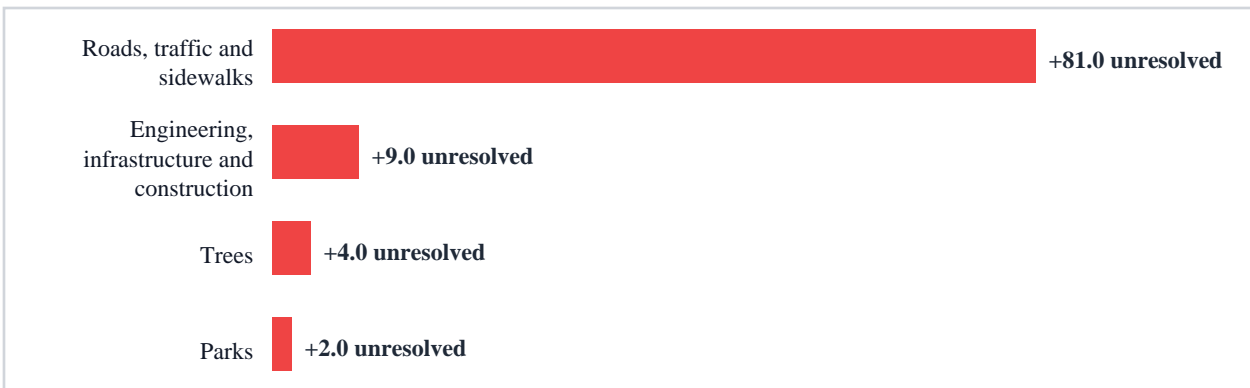 Roads, traffic and
sidewalks
+81.0 unresolved
Engineering,
infrastructure and
construction
+9.0 unresolved
Trees
+4.0 unresolved
Parks
+2.0 unresolved